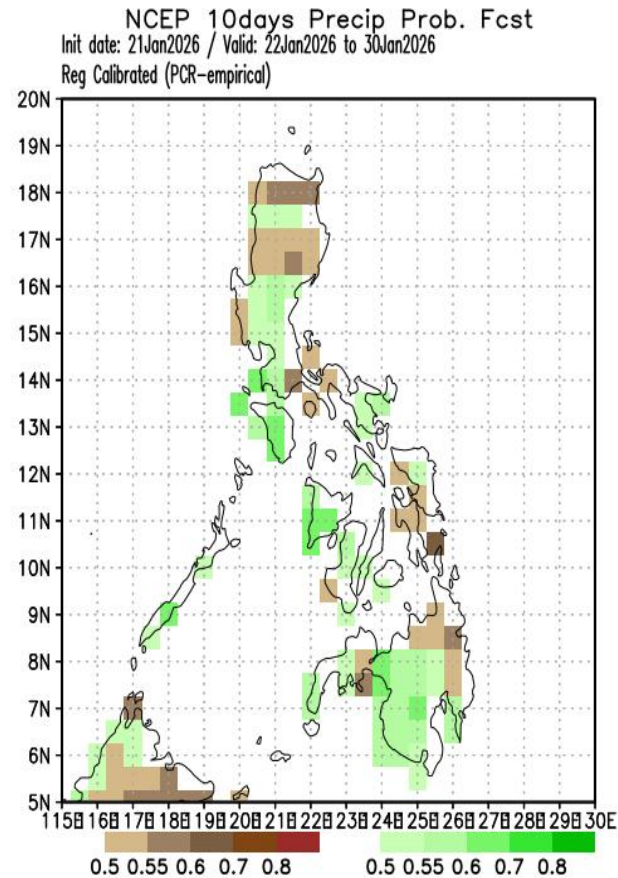 NCEP 10days Precip Prob. Fcst
Init date: 21Jan2026 / Valid: 22Jan2026 to 30Jan2026
Reg Calibrated (PCR-empirical)
20N
19N
18N
17N
16N
15N
14N
13N
12N
11N
10N
9N
8N
7N
6N
5N
115E 116E 117E 118E 119E 120E 121E 122E 123E 124E 125E 126E 127E 128E 129E 130E
0.5 0.55 0.6 0.7 0.8 0.5 0.55 0.6 0.7 0.8